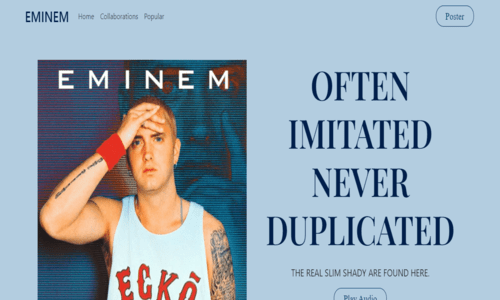 EMINEM Home Collaborations Popular Poster
EMINEM
OFTEN
IMITATED
NEVER
DUPLICATED
THE REAL SLIM SHADY ARE FOUND HERE.
ECKŌ
Play Audio